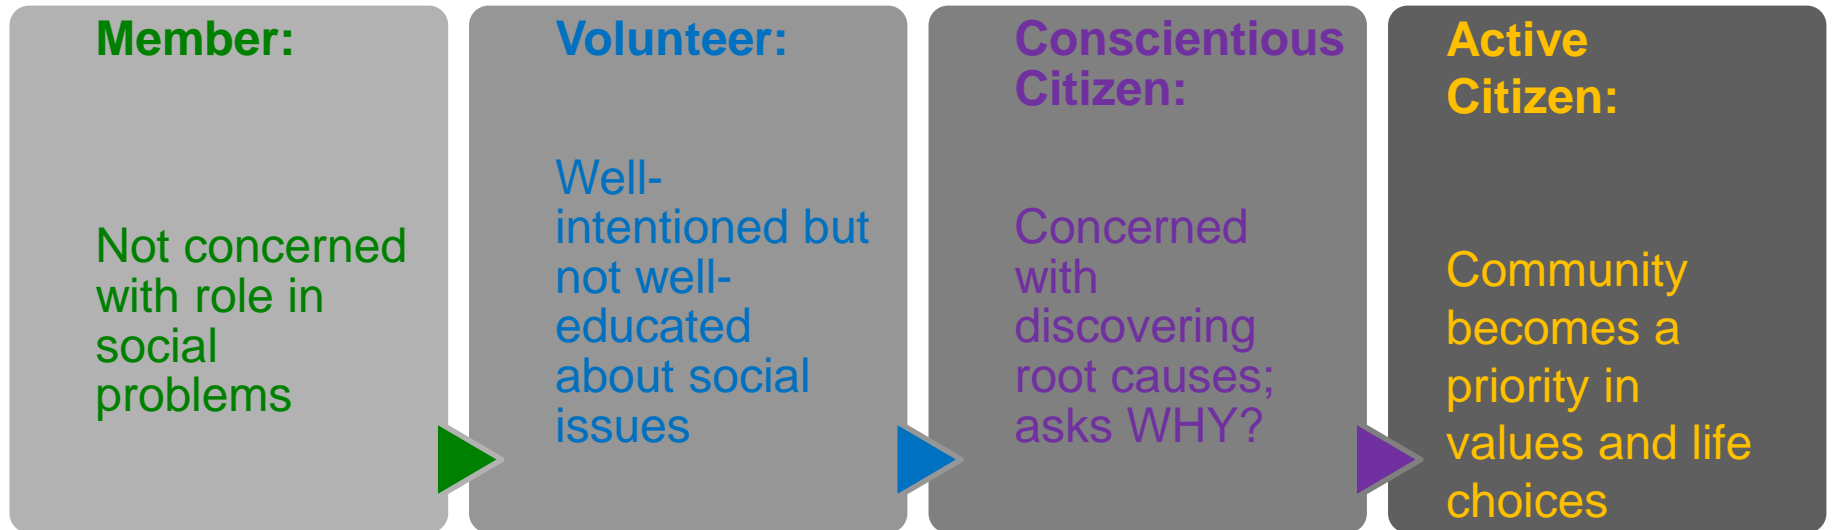 Member:
Not concerned
with role in
social
problems
Volunteer:
Well-
intentioned but
not well-
educated
about social
issues
Conscientious
Citizen:
Concerned
with
discovering
root causes;
asks WHY?
Active
Citizen:
Community
becomes a
priority in
values and life
choices